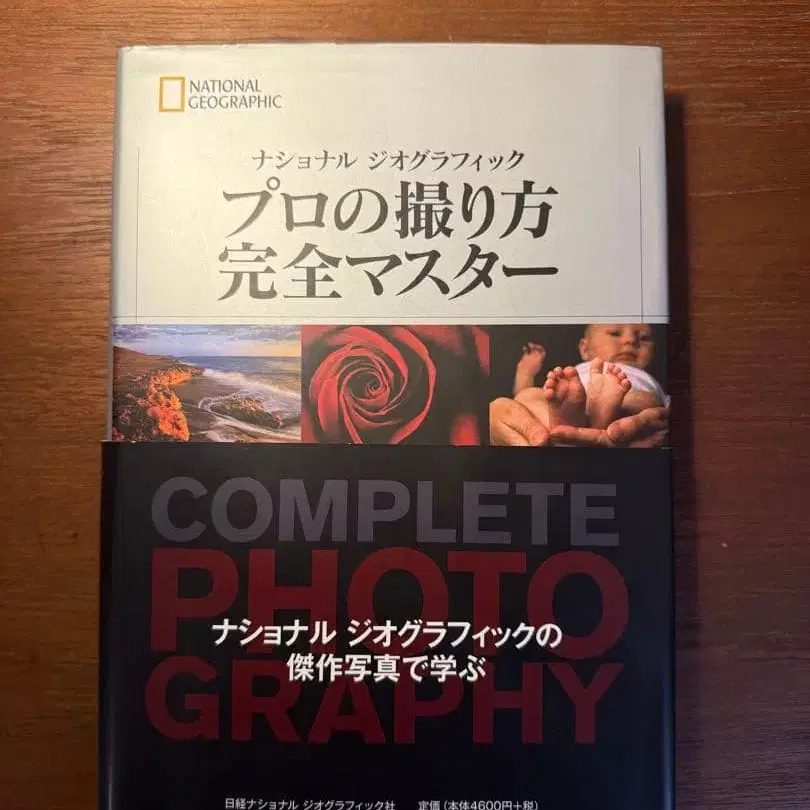 NATIONAL
GEOGRAPHIC
ナショナル ジオグラフィック
プロの撮り方
完全マスター
COMPLETE
PHOTO
ナショナル ジオグラフィックの
傑作写真で学ぶ
GRAPHY
日経ナショナル ジオグラフィック社 定価(本体4600円+税)